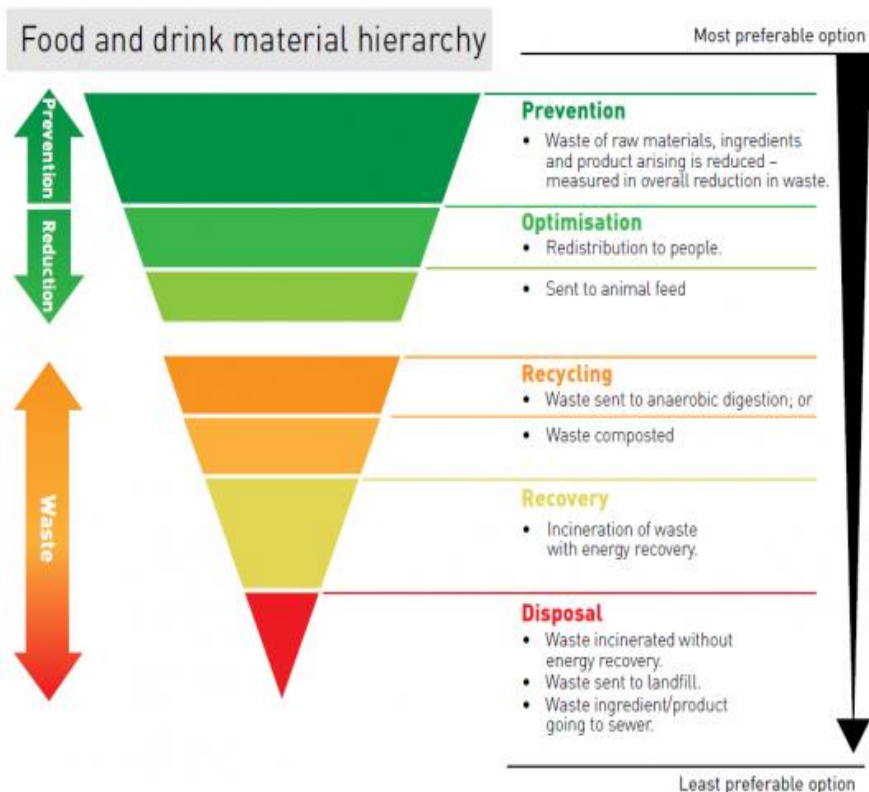 Food and drink material hierarchy
Most preferable option
Prevention
Reduction
Waste
Prevention
• Waste of raw materials, ingredients
and product arising is reduced –
measured in overall reduction in waste.
Optimisation
• Redistribution to people.
• Sent to animal feed
Recycling
• Waste sent to anaerobic digestion; or
• Waste composted
Recovery
• Incineration of waste
with energy recovery.
Disposal
• Waste incinerated without
energy recovery.
• Waste sent to landfill.
• Waste ingredient/product
going to sewer.
Least preferable option